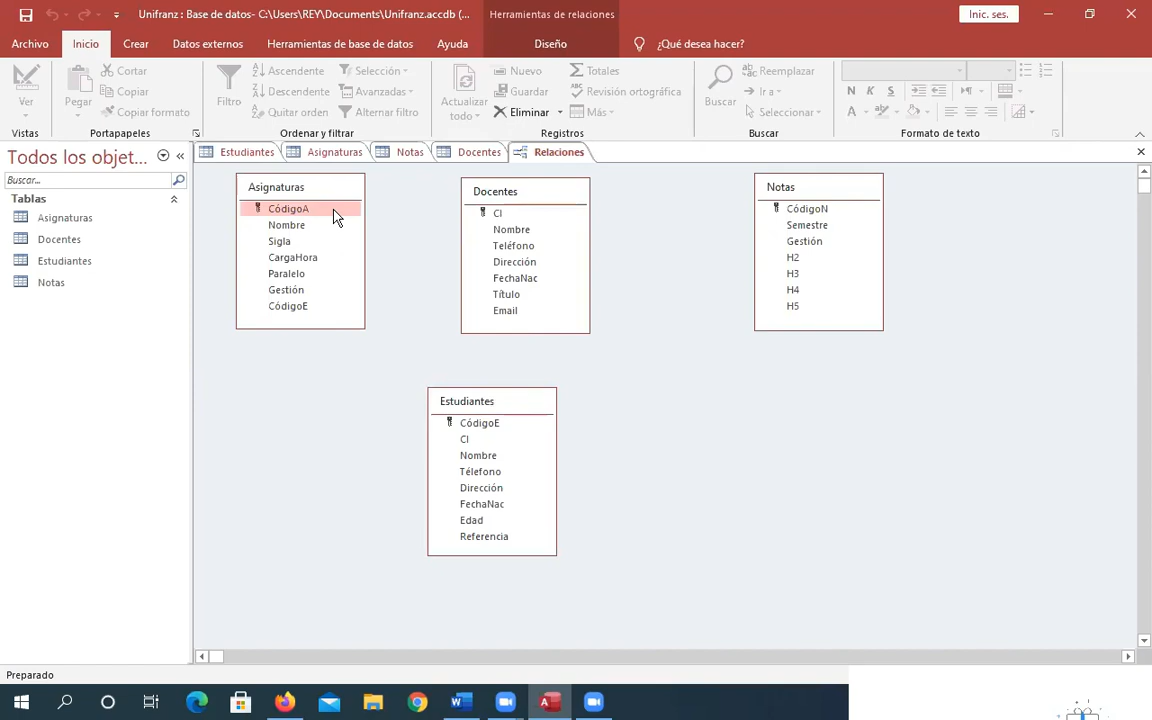 Unifranz : Base de datos- C:\Users\REY\Documents\Unifranz.accdb (...
Herramientas de relaciones
Inic. ses.
Archivo
Inicio
Crear
Datos externos
Herramientas de base de datos
Ayuda
Diseño
¿Qué desea hacer?
Ver
Pegar
Cortar
Copiar
Copiar formato
Filtro
Ascendente
Descendente
Quitar orden
Selección
Avanzadas
Alternar filtro
Actualizar todo
Nuevo
Guardar
Eliminar
Totales
Revisión ortográfica
Más
Buscar
Reemplazar
Ir a
Seleccionar
N K S
A
Vistas
Portapapeles
Ordenar y filtrar
Registros
Buscar
Formato de texto
Todos los objet...
Buscar...
Tablas
Asignaturas
Docentes
Estudiantes
Notas
Estudiantes
Asignaturas
Notas
Docentes
Relaciones
Asignaturas
CódigoA
Nombre
Sigla
CargaHora
Paralelo
Gestión
CódigoE
Docentes
CI
Nombre
Teléfono
Dirección
FechaNac
Título
Email
Notas
CódigoN
Semestre
Gestión
H2
H3
H4
H5
Estudiantes
CódigoE
CI
Nombre
Télefono
Dirección
FechaNac
Edad
Referencia
Preparado